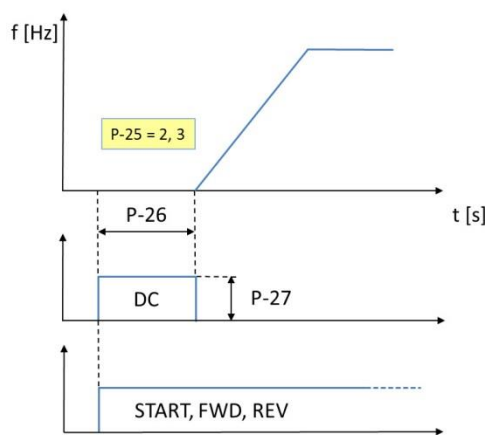 f [Hz]
P-25 = 2, 3
t [s]
P-26
DC
P-27
START, FWD, REV